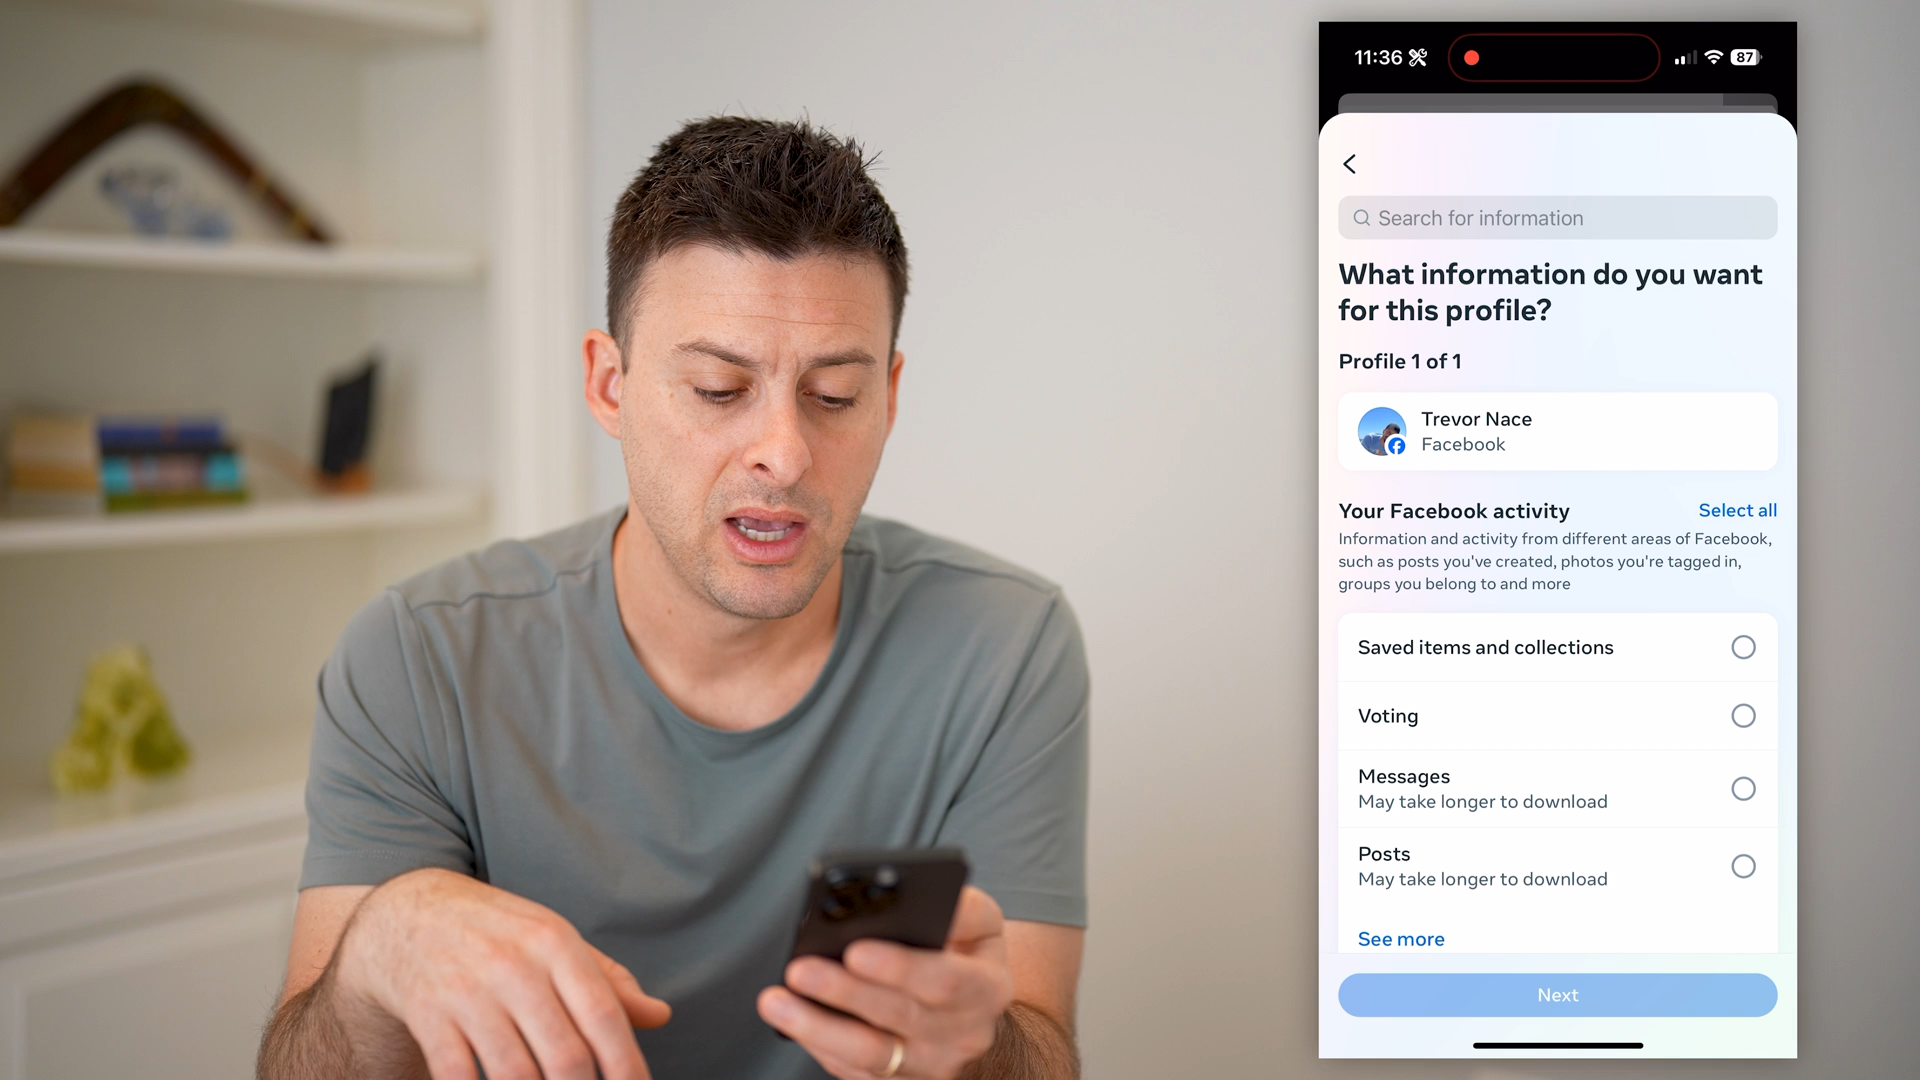 11:36
87
Search for information
What information do you want
for this profile?
Profile 1 of 1
Trevor Nace
Facebook
Your Facebook activity
Select all
Information and activity from different areas of Facebook,
such as posts you've created, photos you're tagged in,
groups you belong to and more
Saved items and collections
Voting
Messages
May take longer to download
Posts
May take longer to download
See more
Next